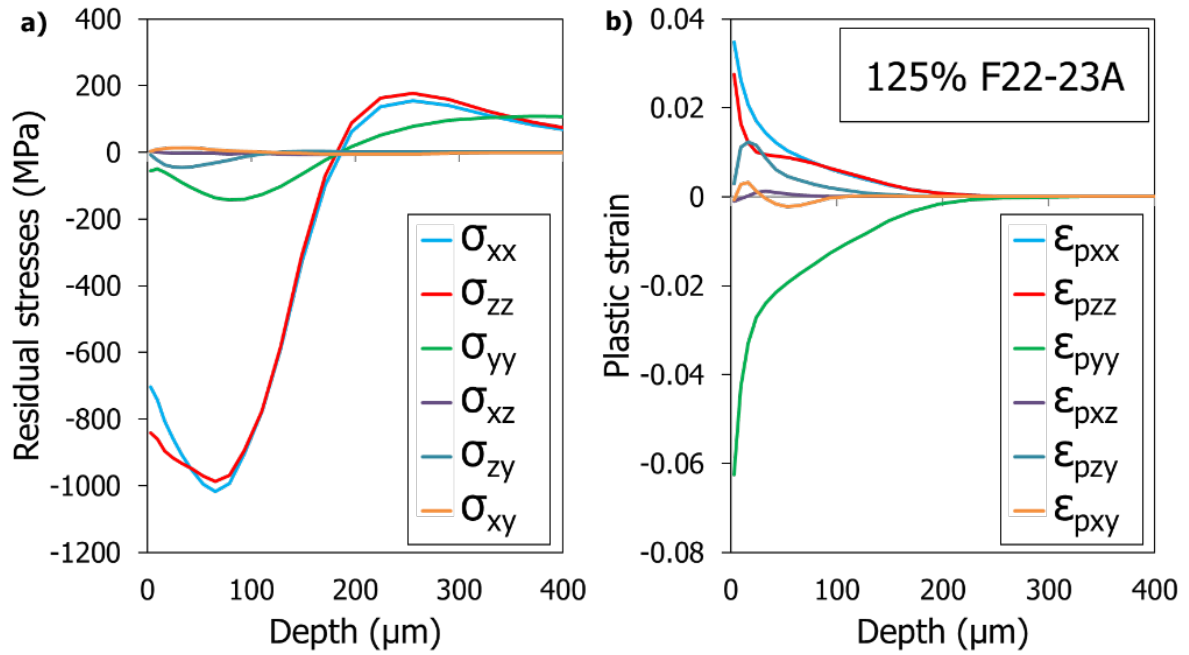 a)
Residual stresses (MPa)
400
200
0
-200
-400
-600
-800
-1000
-1200
0 100 200 300 400
Depth (µm)
σxx
σzz
σyy
σxz
σzy
σxy
b)
Plastic strain
0.04
0.02
0
-0.02
-0.04
-0.06
-0.08
0 100 200 300 400
Depth (µm)
125% F22-23A
εpxx
εpzz
εpyy
εpxz
εpzy
εpxy